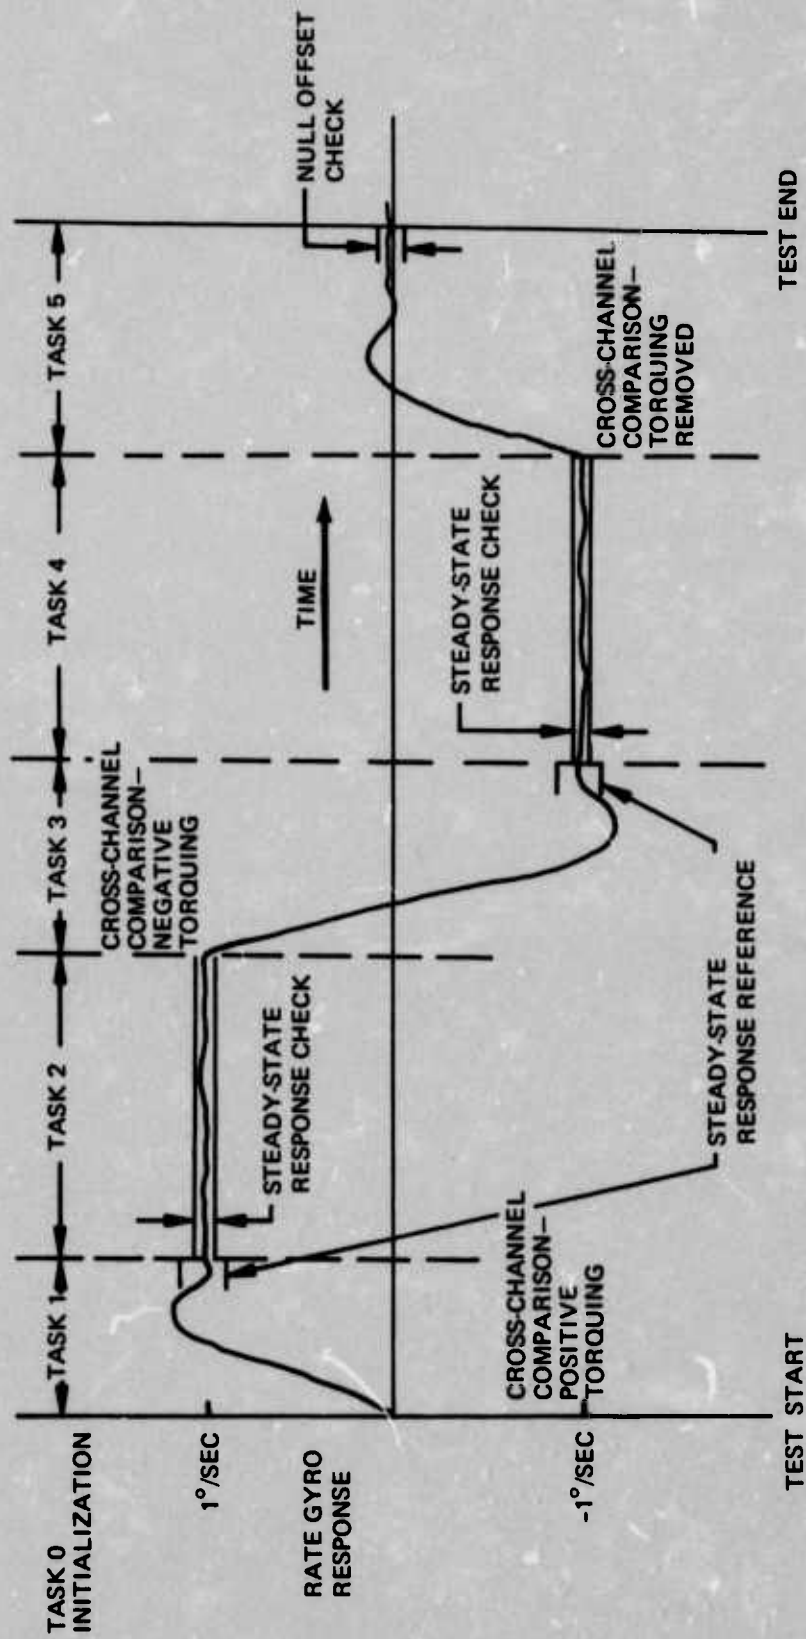 TASK 0
INITIALIZATION
TASK 1
TASK 2
TASK 3
TASK 4
TASK 5
1°/SEC
RATE GYRO
RESPONSE
-1°/SEC
STEADY-STATE
RESPONSE CHECK
CROSS-CHANNEL
COMPARISON–
POSITIVE
TORQUING
CROSS-CHANNEL
COMPARISON–
NEGATIVE
TORQUING
STEADY-STATE
RESPONSE REFERENCE
TIME
STEADY-STATE
RESPONSE CHECK
CROSS-CHANNEL
COMPARISON–
TORQUING
REMOVED
NULL OFFSET
CHECK
TEST START
TEST END